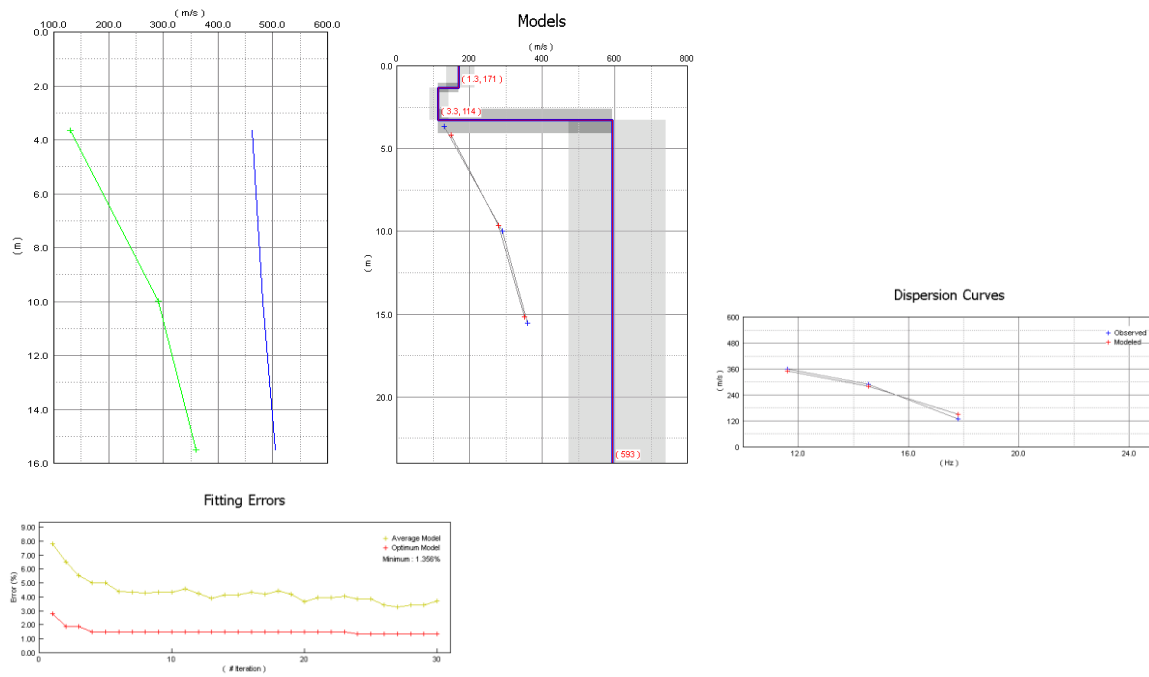 ( m/s )
100.0 200.0 300.0 400.0 500.0 600.0
0.0
2.0
4.0
6.0
8.0
10.0
12.0
14.0
16.0
( m )
Models
( m/s )
0 200 400 600 800
0.0
5.0
10.0
15.0
20.0
( m )
( 1.3, 171 )
( 3.3, 114 )
( 593 )
Dispersion Curves
600
480
360
240
120
0
( m/s )
Observed
Modeled
12.0 16.0 20.0 24.0
( Hz )
Fitting Errors
9.00
8.00
7.00
6.00
5.00
4.00
3.00
2.00
1.00
0.00
Error (%)
Average Model
Optimum Model
Minimum : 1.356%
0 10 20 30
( # Iteration )